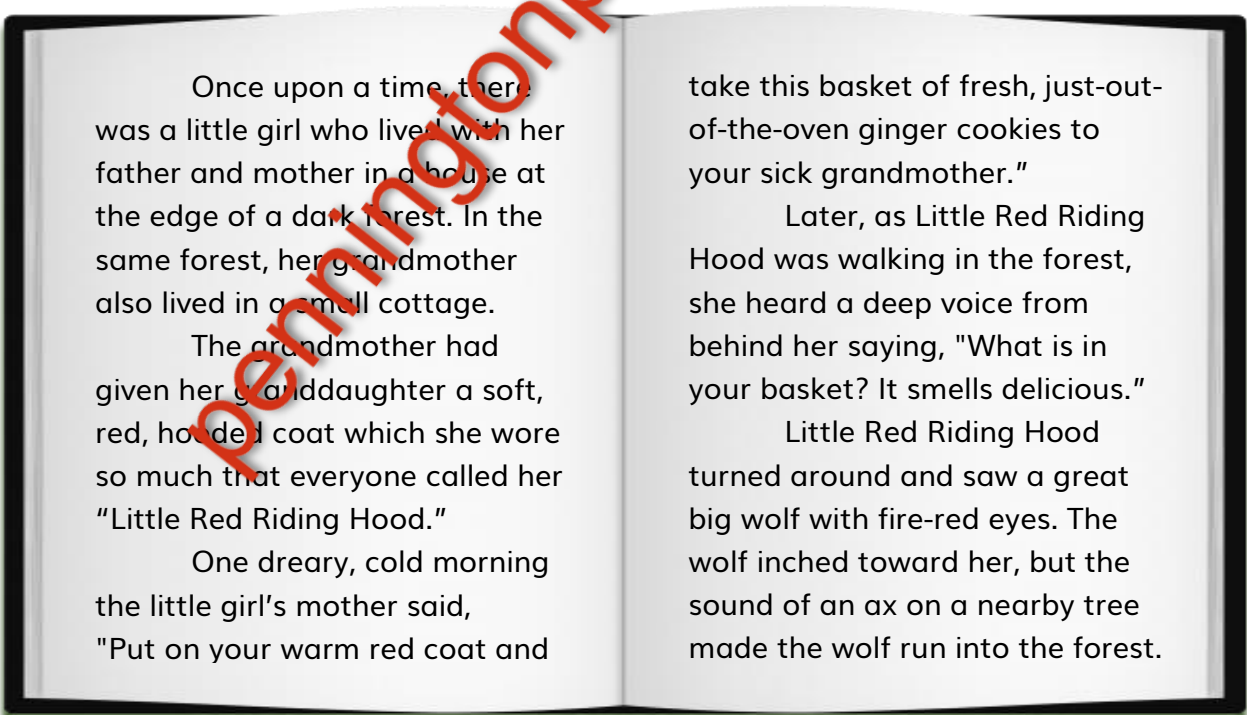 Once upon a time, there
was a little girl who lived with her
father and mother in a house at
the edge of a dark forest. In the
same forest, her grandmother
also lived in a small cottage.
The grandmother had
given her granddaughter a soft,
red, hooded coat which she wore
so much that everyone called her
“Little Red Riding Hood.”
One dreary, cold morning
the little girl’s mother said,
"Put on your warm red coat and
take this basket of fresh, just-out-
of-the-oven ginger cookies to
your sick grandmother.”
Later, as Little Red Riding
Hood was walking in the forest,
she heard a deep voice from
behind her saying, "What is in
your basket? It smells delicious.”
Little Red Riding Hood
turned around and saw a great
big wolf with fire-red eyes. The
wolf inched toward her, but the
sound of an ax on a nearby tree
made the wolf run into the forest.
penningtonp